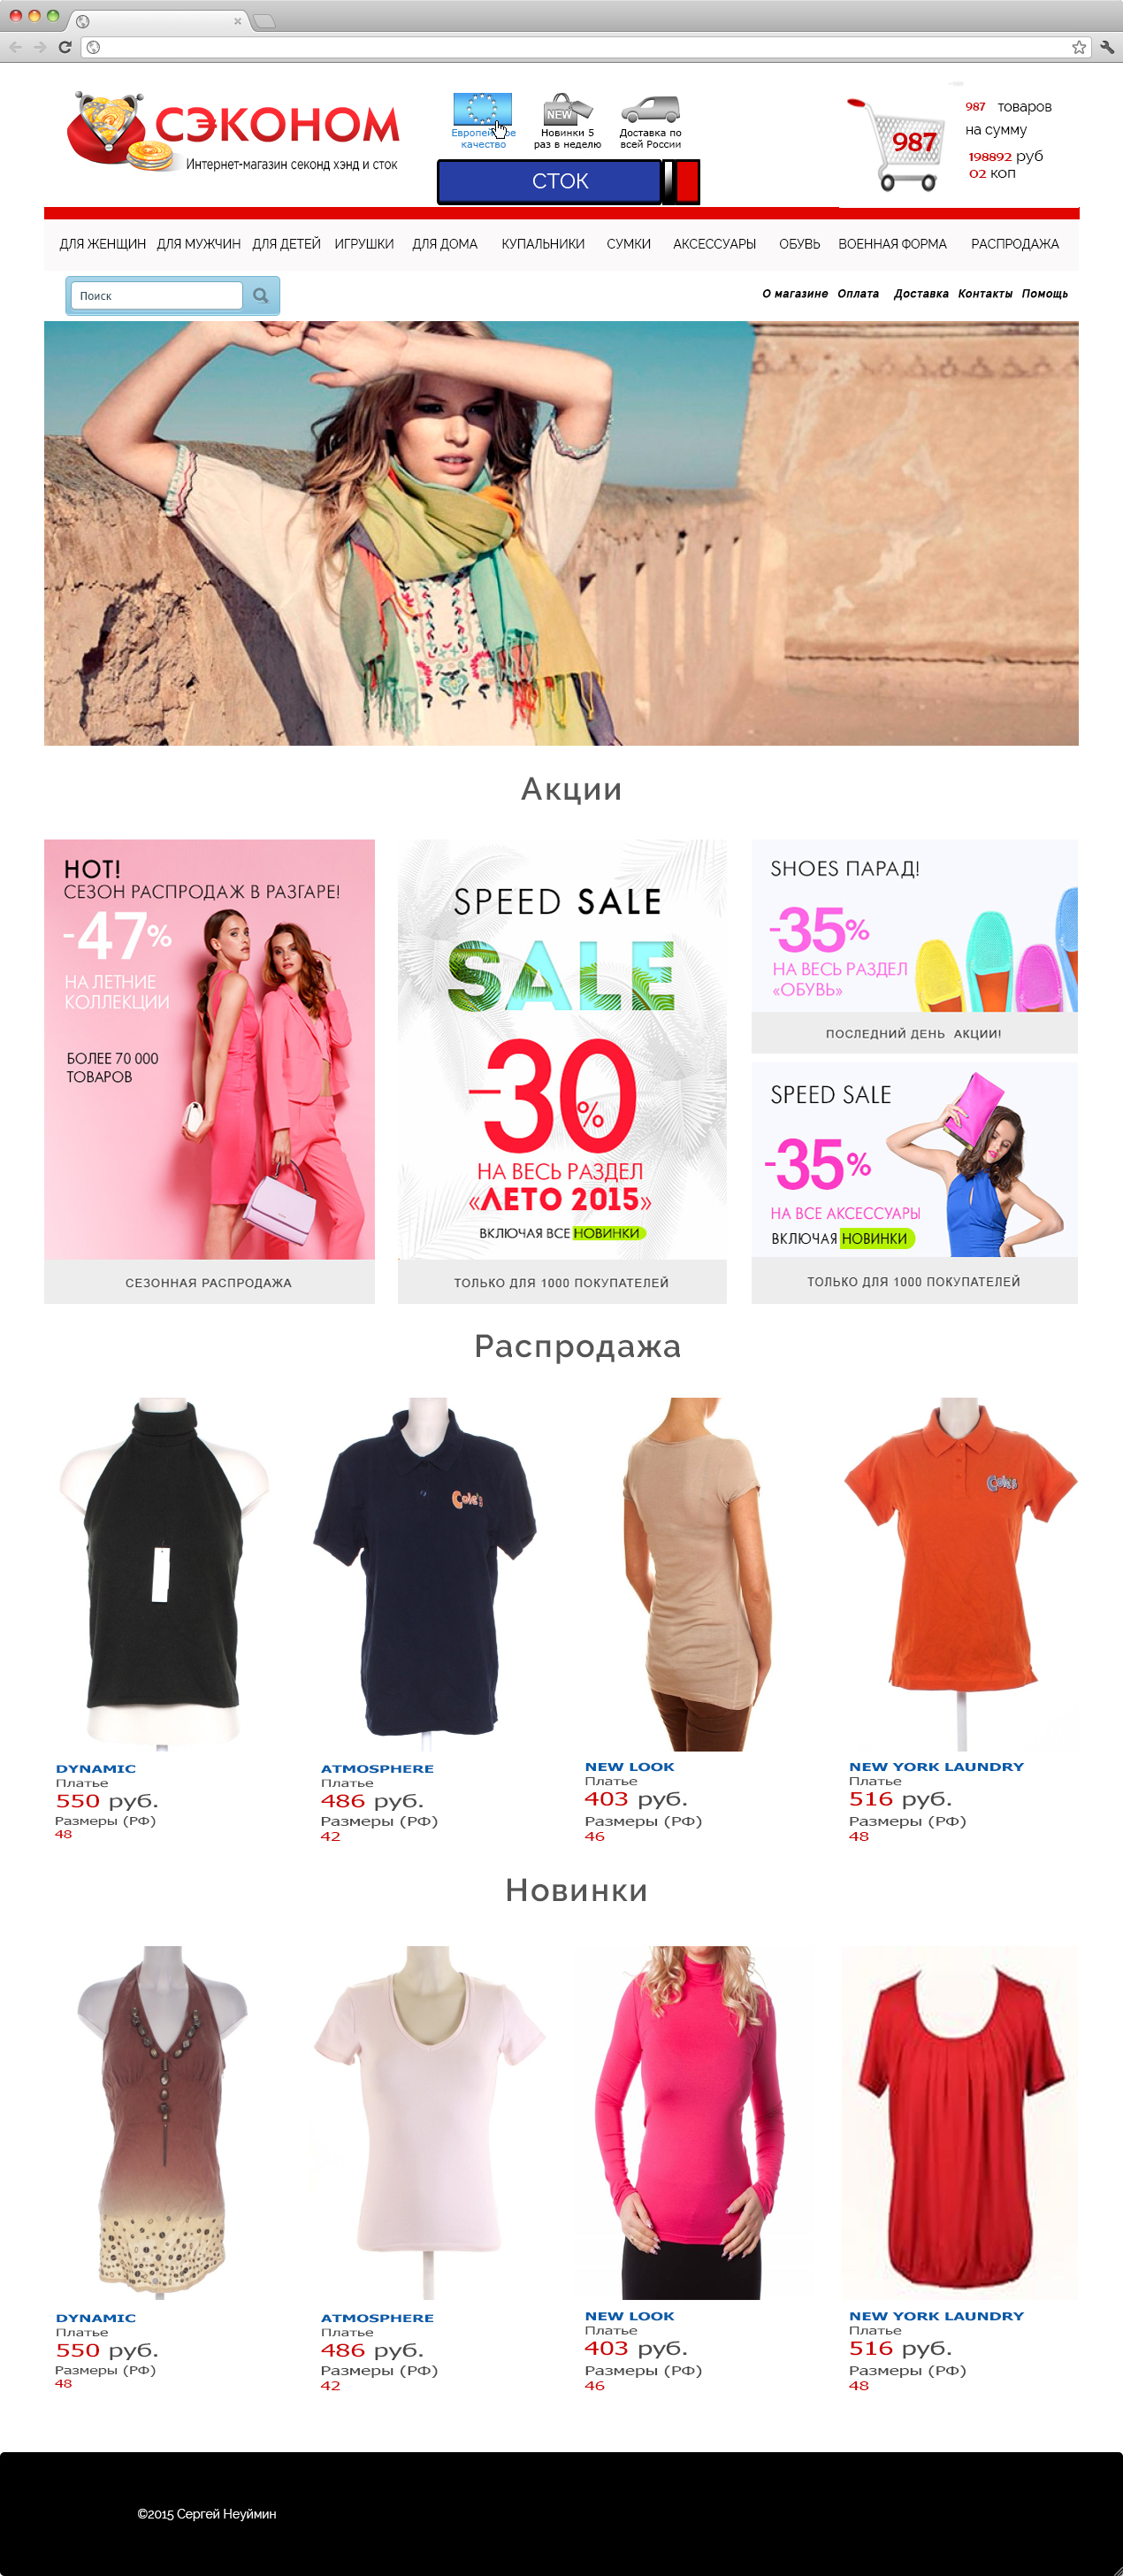 СЭКОНОМ
Интернет-магазин секонд хэнд и сток
Европейское
качество
NEW
Новинки 5
раз в неделю
Доставка по
всей России
СТОК
987
987 товаров
на сумму
198892 руб
02 коп
ДЛЯ ЖЕНЩИН ДЛЯ МУЖЧИН ДЛЯ ДЕТЕЙ ИГРУШКИ ДЛЯ ДОМА КУПАЛЬНИКИ СУМКИ АКСЕССУАРЫ ОБУВЬ ВОЕННАЯ ФОРМА РАСПРОДАЖА
Поиск
О магазине Оплата Доставка Контакты Помощь
Акции
HOT!
СЕЗОН РАСПРОДАЖ В РАЗГАРЕ!
-47%
НА ЛЕТНИЕ
КОЛЛЕКЦИИ
БОЛЕЕ 70 000
ТОВАРОВ
СЕЗОННАЯ РАСПРОДАЖА
SPEED SALE
SALE
-30%
НА ВЕСЬ РАЗДЕЛ
«ЛЕТО 2015»
ВКЛЮЧАЯ ВСЕ НОВИНКИ
ТОЛЬКО ДЛЯ 1000 ПОКУПАТЕЛЕЙ
SHOES ПАРАД!
-35%
НА ВЕСЬ РАЗДЕЛ
«ОБУВЬ»
ПОСЛЕДНИЙ ДЕНЬ АКЦИИ!
SPEED SALE
-35%
НА ВСЕ АКСЕССУАРЫ
ВКЛЮЧАЯ НОВИНКИ
ТОЛЬКО ДЛЯ 1000 ПОКУПАТЕЛЕЙ
Распродажа
Cole's
Cole's
DYNAMIC
Платье
550 руб.
Размеры (РФ)
48
ATMOSPHERE
Платье
486 руб.
Размеры (РФ)
42
NEW LOOK
Платье
403 руб.
Размеры (РФ)
46
NEW YORK LAUNDRY
Платье
516 руб.
Размеры (РФ)
48
Новинки
DYNAMIC
Платье
550 руб.
Размеры (РФ)
48
ATMOSPHERE
Платье
486 руб.
Размеры (РФ)
42
NEW LOOK
Платье
403 руб.
Размеры (РФ)
46
NEW YORK LAUNDRY
Платье
516 руб.
Размеры (РФ)
48
©2015 Сергей Неуймин